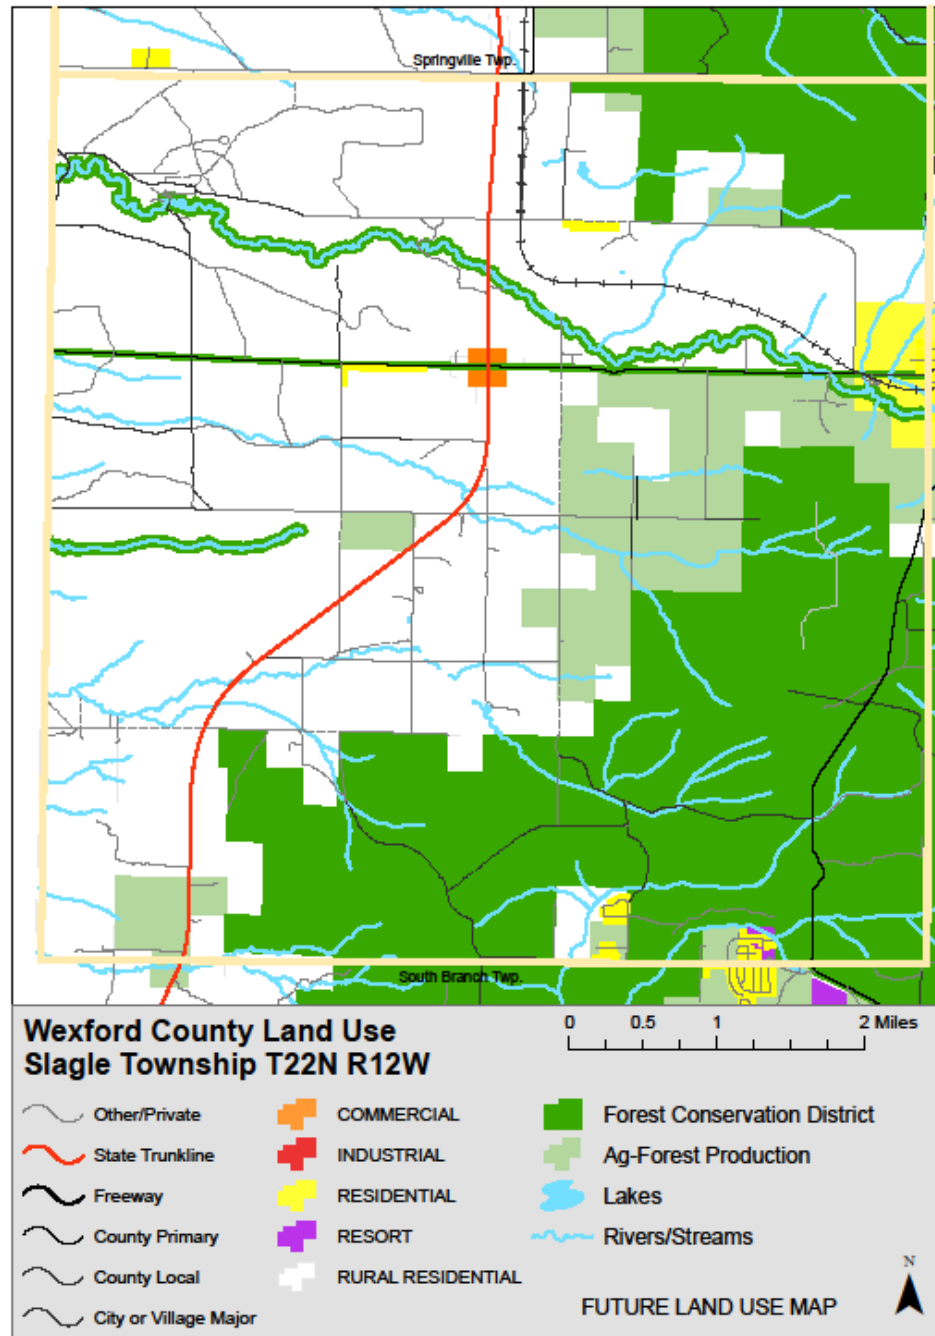 Springville Twp.
South Branch Twp.
Wexford County Land Use
Slagle Township T22N R12W
0 0.5 1 2 Miles
Other/Private
State Trunkline
Freeway
County Primary
County Local
City or Village Major
COMMERCIAL
INDUSTRIAL
RESIDENTIAL
RESORT
RURAL RESIDENTIAL
Forest Conservation District
Ag-Forest Production
Lakes
Rivers/Streams
N
FUTURE LAND USE MAP